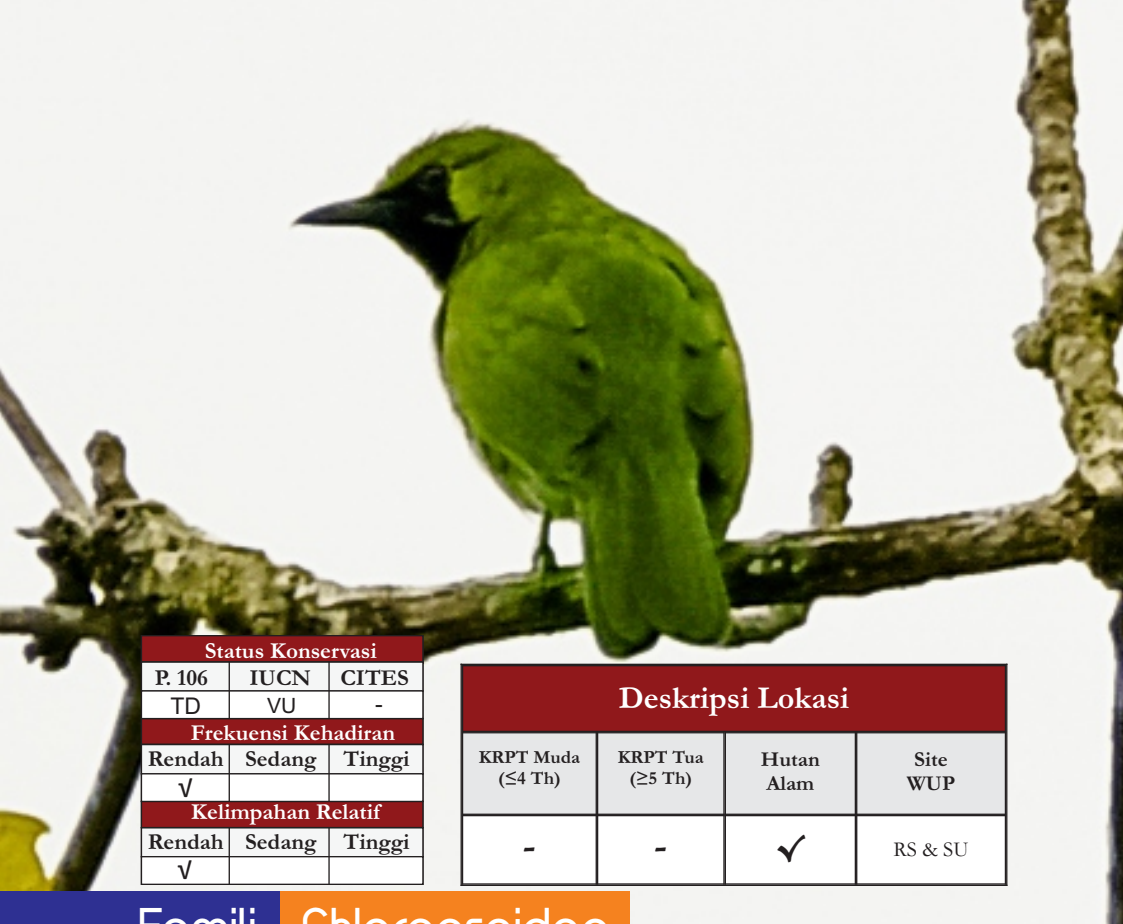 Status Konservasi
P. 106 IUCN CITES
TD VU -
Frekuensi Kehadiran
Rendah Sedang Tinggi
√
Kelimpahan Relatif
Rendah Sedang Tinggi
√
Deskripsi Lokasi
KRPT Muda (≤4 Th) KRPT Tua (≥5 Th) Hutan Alam Site WUP
- - ✓ RS & SU
Famili